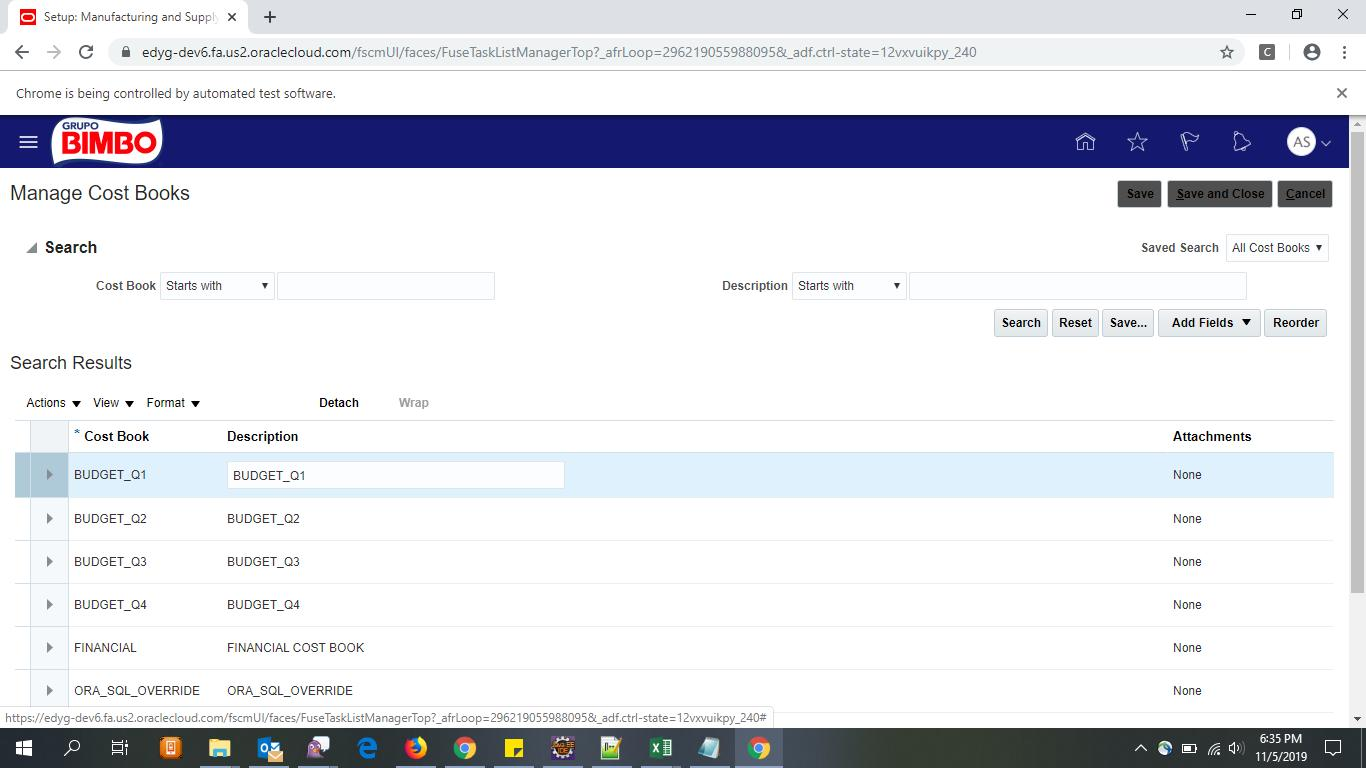 Setup: Manufacturing and Supply
edyg-dev6.fa.us2.oraclecloud.com/fscmUI/faces/FuseTaskListManagerTop?_afrLoop=296219055988095&_adf.ctrl-state=12vxvuikpy_240
C
Chrome is being controlled by automated test software.
GRUPO
BIMBO
AS
Manage Cost Books
Save Save and Close Cancel
Search
Saved Search All Cost Books
Cost Book Starts with Description Starts with
Search Reset Save... Add Fields Reorder
Search Results
Actions View Format Detach Wrap
* Cost Book Description Attachments
BUDGET_Q1 BUDGET_Q1 None
BUDGET_Q2 BUDGET_Q2 None
BUDGET_Q3 BUDGET_Q3 None
BUDGET_Q4 BUDGET_Q4 None
FINANCIAL FINANCIAL COST BOOK None
ORA_SQL_OVERRIDE ORA_SQL_OVERRIDE None
https://edyg-dev6.fa.us2.oraclecloud.com/fscmUI/faces/FuseTaskListManagerTop?_afrLoop=296219055988095&_adf.ctrl-state=12vxvuikpy_240#
6:35 PM
11/5/2019